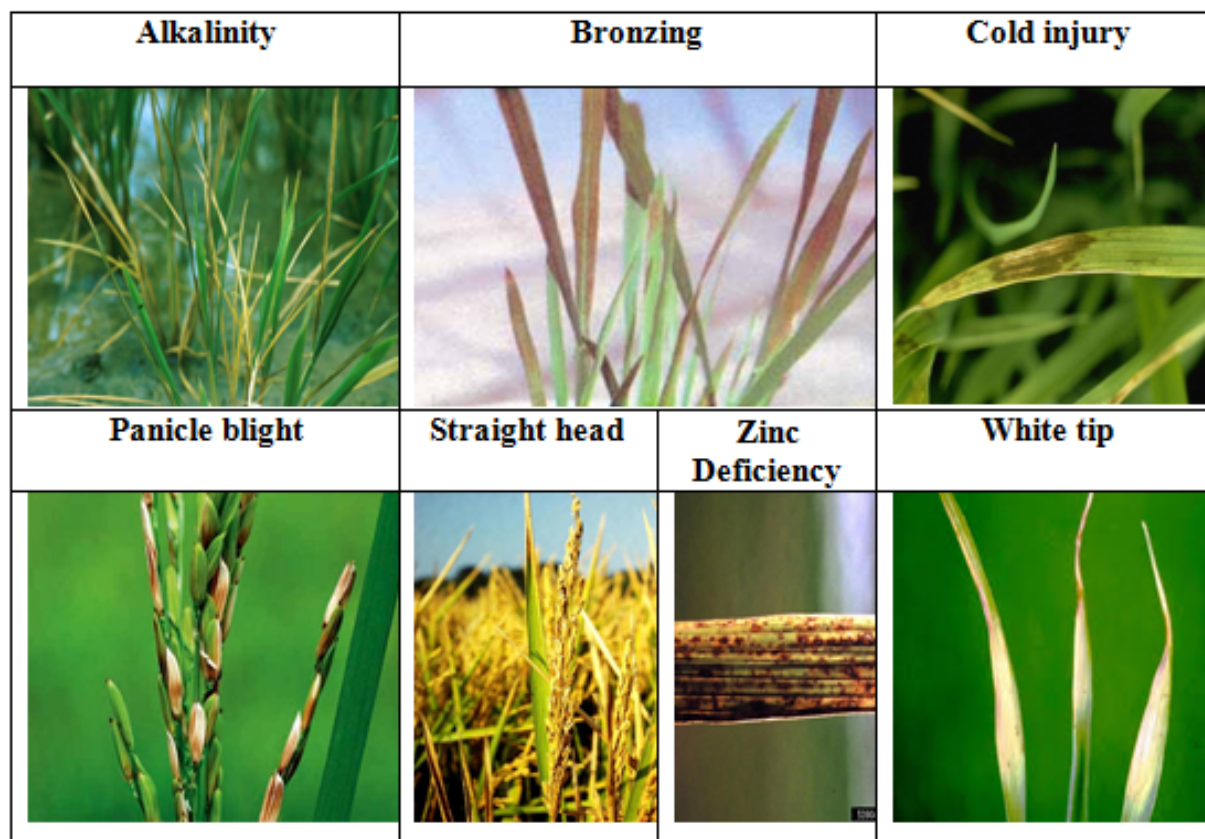 Alkalinity
Bronzing
Cold injury
Panicle blight
Straight head
Zinc
Deficiency
White tip